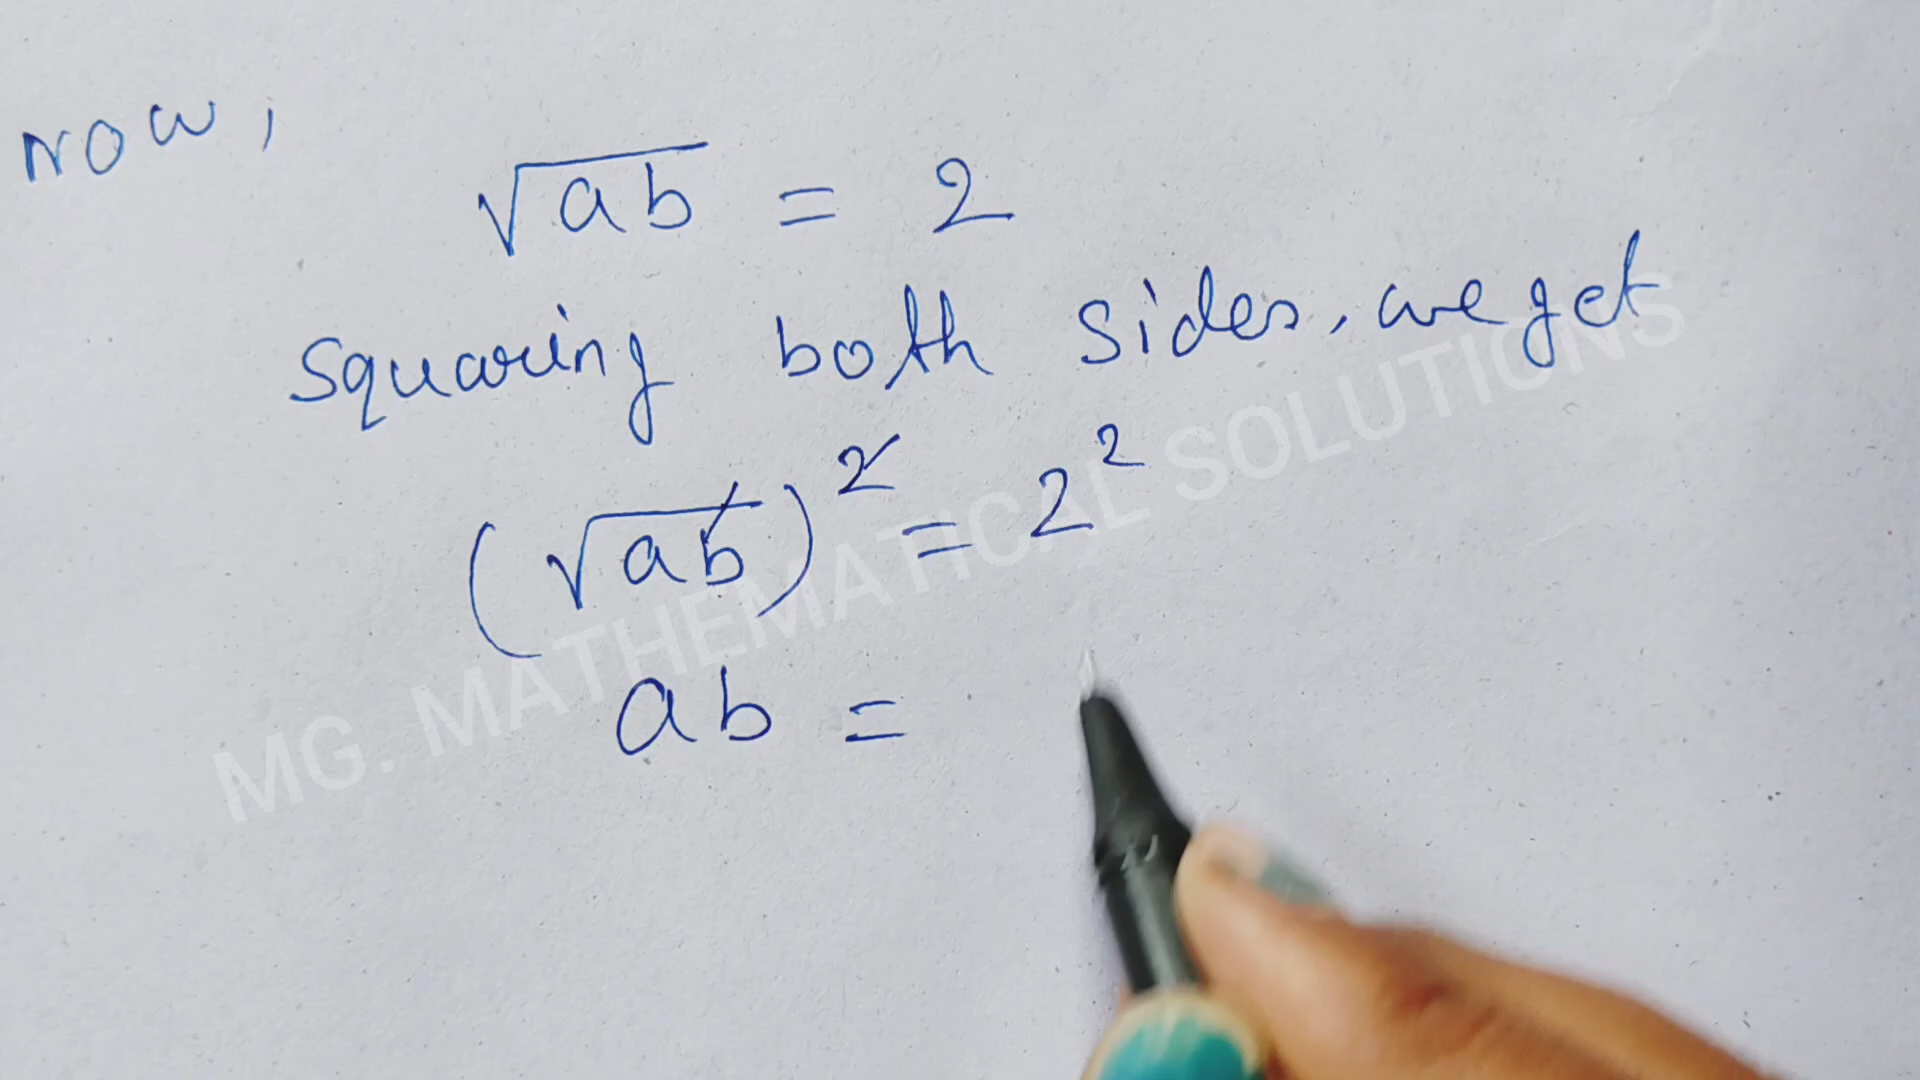 Now,
√ab = 2
Squaring both sides, we get
(√ab)² = 2²
ab =
MG. MATHEMATICAL SOLUTIONS